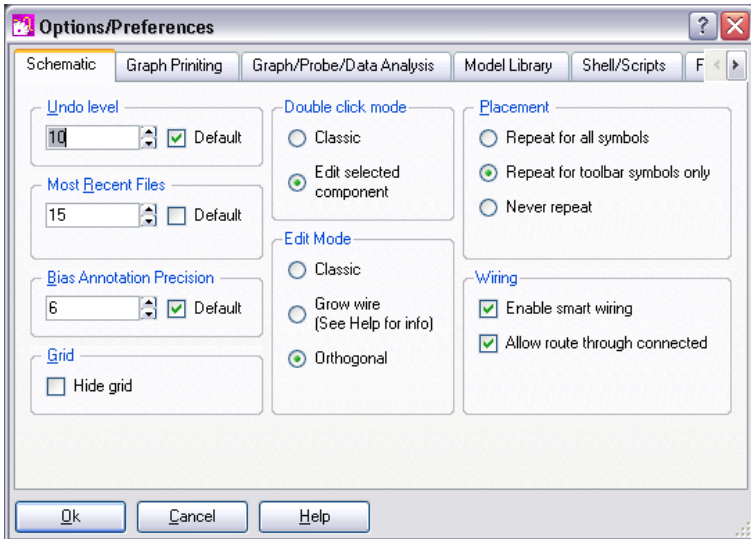 Options/Preferences
Schematic
Graph Priniting
Graph/Probe/Data Analysis
Model Library
Shell/Scripts
F
Undo level
10
Default
Most Recent Files
15
Default
Bias Annotation Precision
6
Default
Grid
Hide grid
Double click mode
Classic
Edit selected
component
Edit Mode
Classic
Grow wire
(See Help for info)
Orthogonal
Placement
Repeat for all symbols
Repeat for toolbar symbols only
Never repeat
Wiring
Enable smart wiring
Allow route through connected
Ok
Cancel
Help